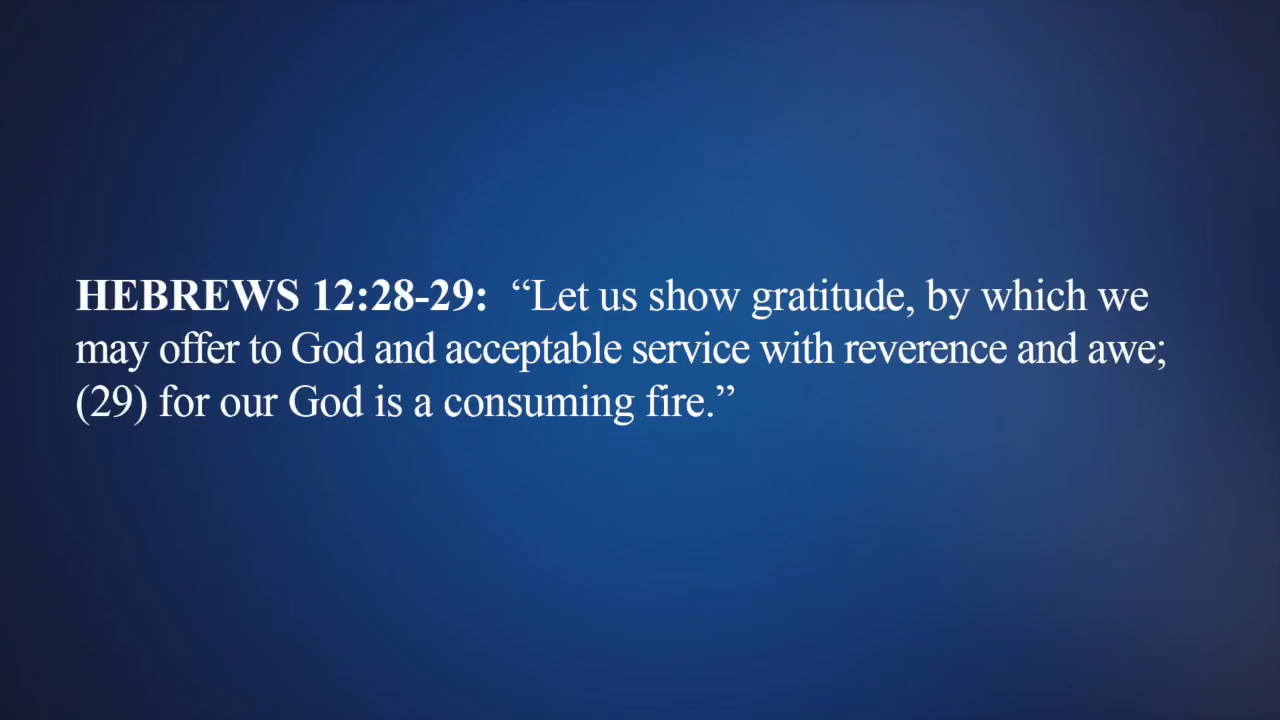 HEBREWS 12:28-29:  “Let us show gratitude, by which we
may offer to God and acceptable service with reverence and awe;
(29) for our God is a consuming fire.”